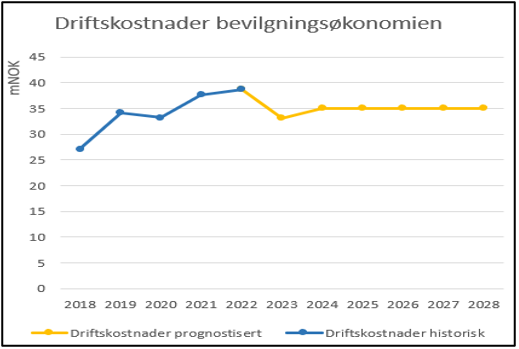 Driftskostnader bevilgningsøkonomien
mNOK
45
40
35
30
25
20
15
10
5
0
2018 2019 2020 2021 2022 2023 2024 2025 2026 2027 2028
Driftskostnader prognostisert Driftskostnader historisk